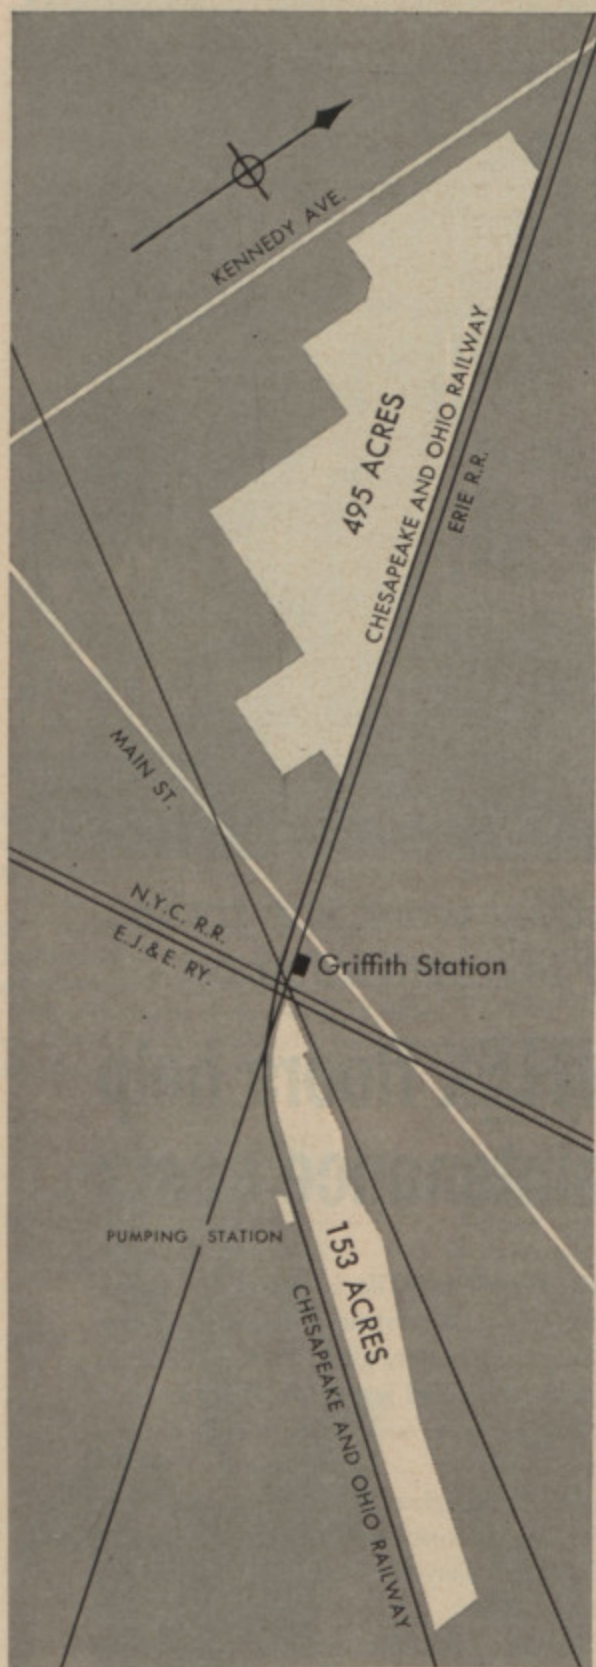 KENNEDY AVE.
495 ACRES
CHESAPEAKE AND OHIO RAILWAY
ERIE R.R.
MAIN ST.
N.Y.C. R.R.
E.J.&E. RY.
Griffith Station
PUMPING STATION
153 ACRES
CHESAPEAKE AND OHIO RAILWAY